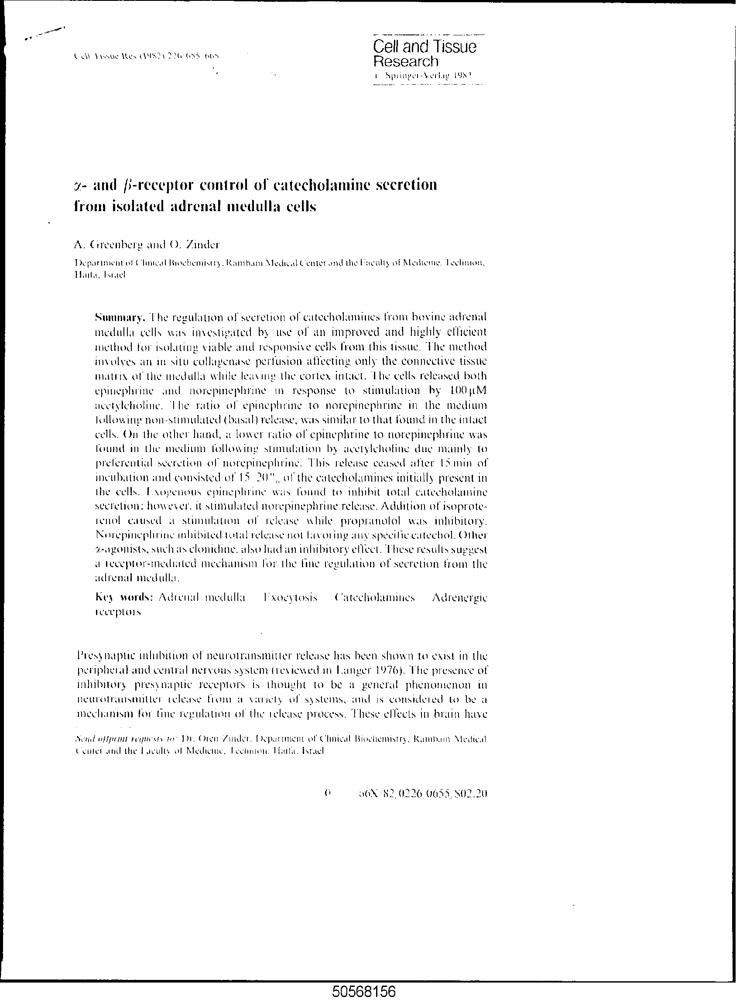 Cell Tissue Res (1982) 226:655-665
Cell and Tissue
Research
Springer-Verlag 1982
α- and β-receptor control of catecholamine secretion
from isolated adrenal medulla cells
A. Greenberg and O. Zinder
Department of Clinical Biochemistry, Rambam Medical Center and the Faculty of Medicine, Technion,
Haifa, Israel
Summary. The regulation of secretion of catecholamines from bovine adrenal
medulla cells was investigated by use of an improved and highly efficient
method for isolating viable and responsive cells from this tissue. The method
involves an in situ collagenase perfusion affecting only the connective tissue
matrix of the medulla while leaving the cortex intact. The cells released both
epinephrine and norepinephrine in response to stimulation by 100 μM
acetylcholine. The ratio of epinephrine to norepinephrine in the medium
following non-stimulated (basal) release, was similar to that found in the intact
cells. On the other hand, a lower ratio of epinephrine to norepinephrine was
found in the medium following stimulation by acetylcholine due mainly to
preferential secretion of norepinephrine. This release ceased after 15 min of
incubation and consisted of 15-20% of the catecholamines initially present in
the cells. Exogenous epinephrine was found to inhibit total catecholamine
secretion; however, it stimulated norepinephrine release. Addition of isoprote-
renol caused a stimulation of release while propranolol was inhibitory.
Norepinephrine inhibited total release not favoring any specific catechol. Other
α-agonists, such as clonidine, also had an inhibitory effect. These results suggest
a receptor-mediated mechanism for the fine regulation of secretion from the
adrenal medulla.
Key words: Adrenal medulla Exocytosis Catecholamines Adrenergic
receptors
Presynaptic inhibition of neurotransmitter release has been shown to exist in the
peripheral and central nervous system (reviewed in Langer 1976). The presence of
inhibitory presynaptic receptors is thought to be a general phenomenon in
neurotransmitter release from a variety of systems, and is considered to be a
mechanism for fine regulation of the release process. These effects in brain have
Send offprint requests to: Dr. Oren Zinder, Department of Clinical Biochemistry, Rambam Medical
Center and the Faculty of Medicine, Technion, Haifa, Israel
0 66X/82/0226/0655/$02.20
50568156